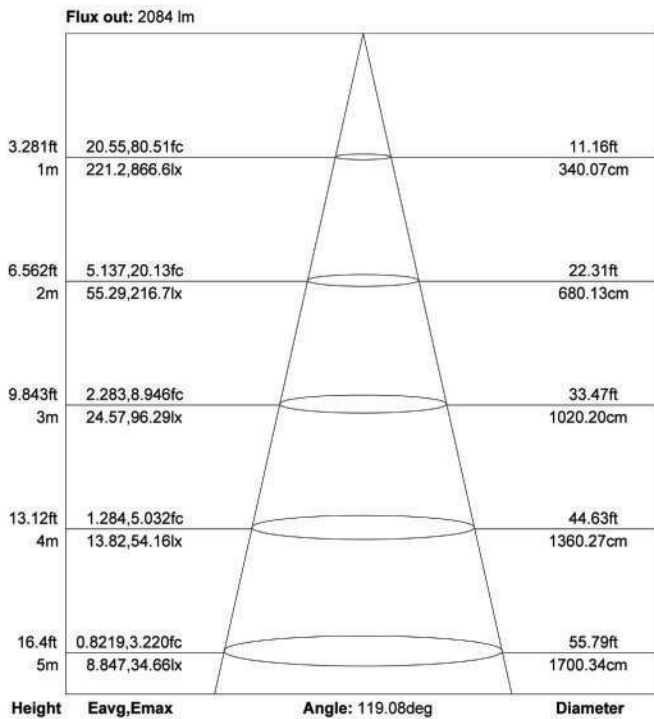 Flux out: 2084 lm
3.281ft 20.55,80.51fc 11.16ft
1m 221.2,866.6lx 340.07cm
6.562ft 5.137,20.13fc 22.31ft
2m 55.29,216.7lx 680.13cm
9.843ft 2.283,8.946fc 33.47ft
3m 24.57,96.29lx 1020.20cm
13.12ft 1.284,5.032fc 44.63ft
4m 13.82,54.16lx 1360.27cm
16.4ft 0.8219,3.220fc 55.79ft
5m 8.847,34.66lx 1700.34cm
Height Eavg,Emax Angle: 119.08deg Diameter